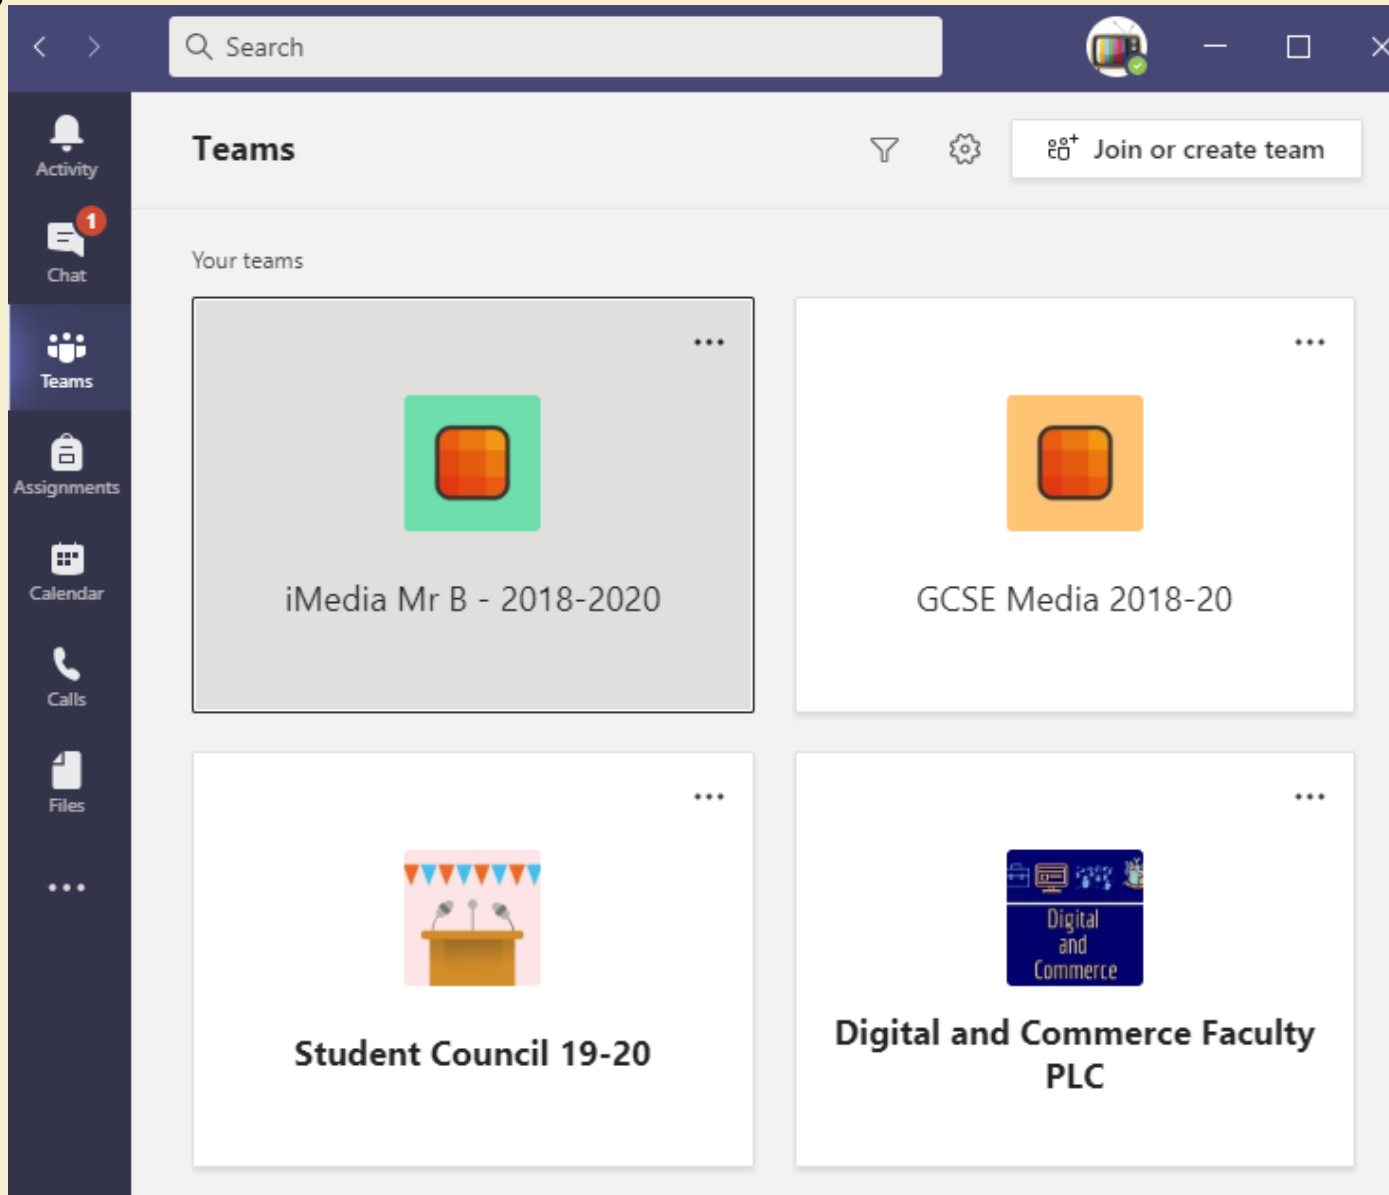 Search
Activity
1
Chat
Teams
Assignments
Calendar
Calls
Files
Teams
Join or create team
Your teams
iMedia Mr B - 2018-2020
GCSE Media 2018-20
Student Council 19-20
Digital
and
Commerce
Digital and Commerce Faculty
PLC